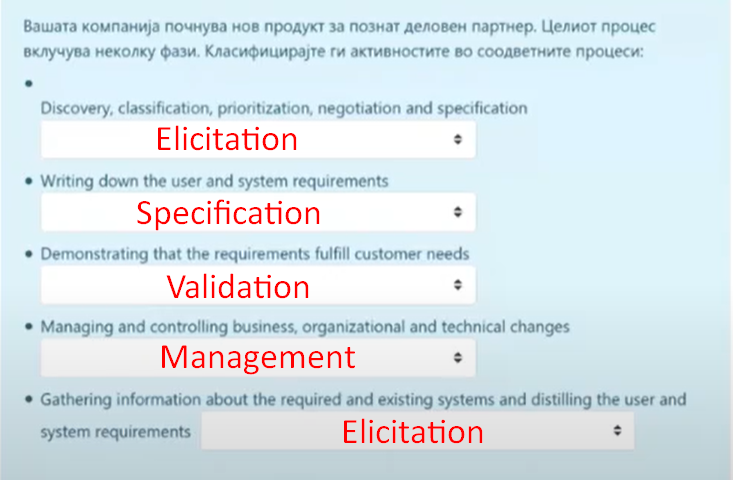 Вашата компанија почнува нов продукт за познат деловен партнер. Целиот процес
вклучува неколку фази. Класифицирајте ги активностите во соодветните процеси:
•
Discovery, classification, prioritization, negotiation and specification
Elicitation
• Writing down the user and system requirements
Specification
• Demonstrating that the requirements fulfill customer needs
Validation
• Managing and controlling business, organizational and technical changes
Management
• Gathering information about the required and existing systems and distilling the user and
system requirements Elicitation